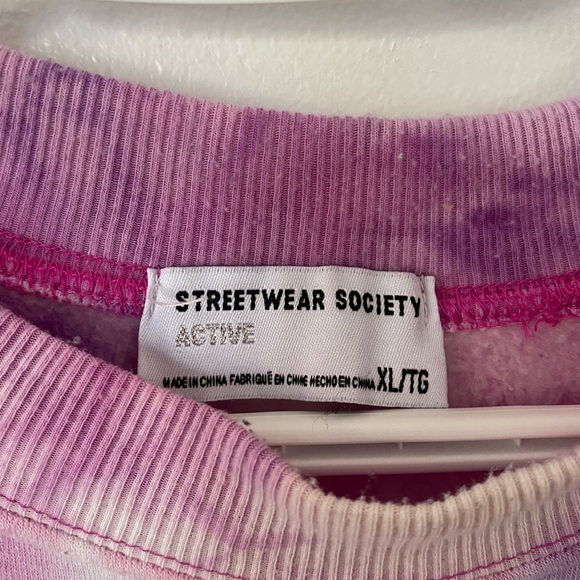 STREETWEAR SOCIETY
ACTIVE
MADE IN CHINA FABRIQUÉ EN CHINE HECHO EN CHINA XL/TG